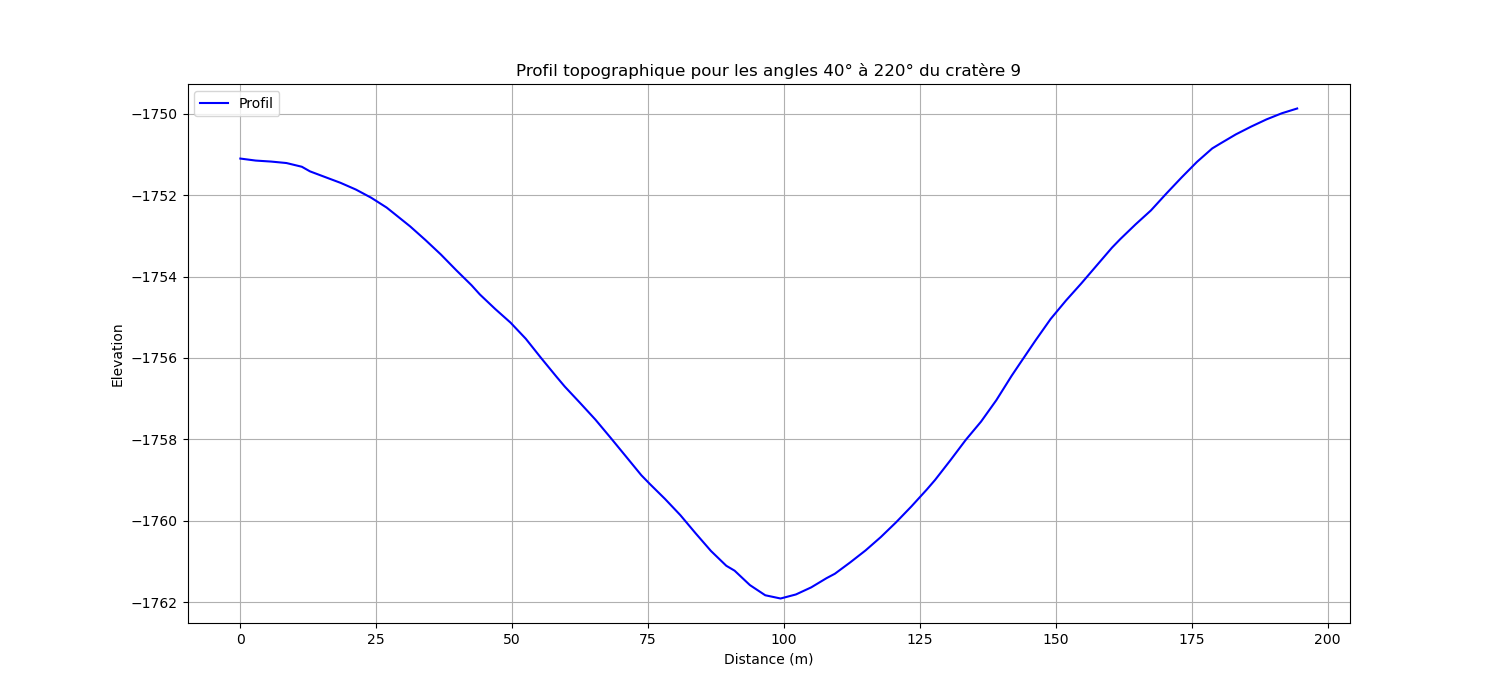 Profil topographique pour les angles 40° à 220° du cratère 9
Profil
−1750
−1752
−1754
−1756
−1758
−1760
−1762
Elevation
0 25 50 75 100 125 150 175 200
Distance (m)